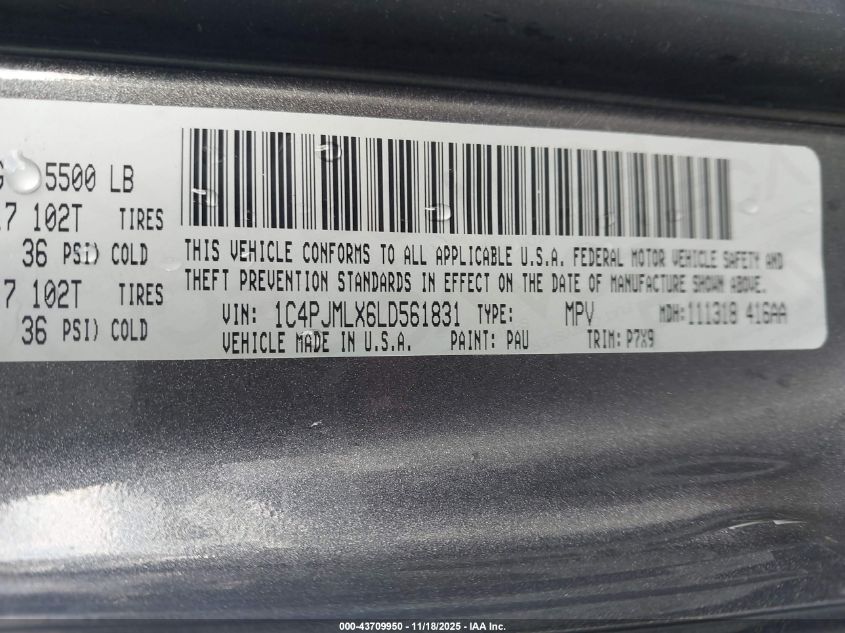 5500 LB
7 102T TIRES
36 PSI) COLD
7 102T TIRES
36 PSI) COLD
THIS VEHICLE CONFORMS TO ALL APPLICABLE U.S.A. FEDERAL MOTOR VEHICLE SAFETY AND
THEFT PREVENTION STANDARDS IN EFFECT ON THE DATE OF MANUFACTURE SHOWN ABOVE.
VIN: 1C4PJMLX6LD561831 TYPE: MPV MDH:111318 416AA
VEHICLE MADE IN U.S.A. PAINT: PAU TRIM: P7X9
000-43709950 - 11/18/2025 - IAA Inc.